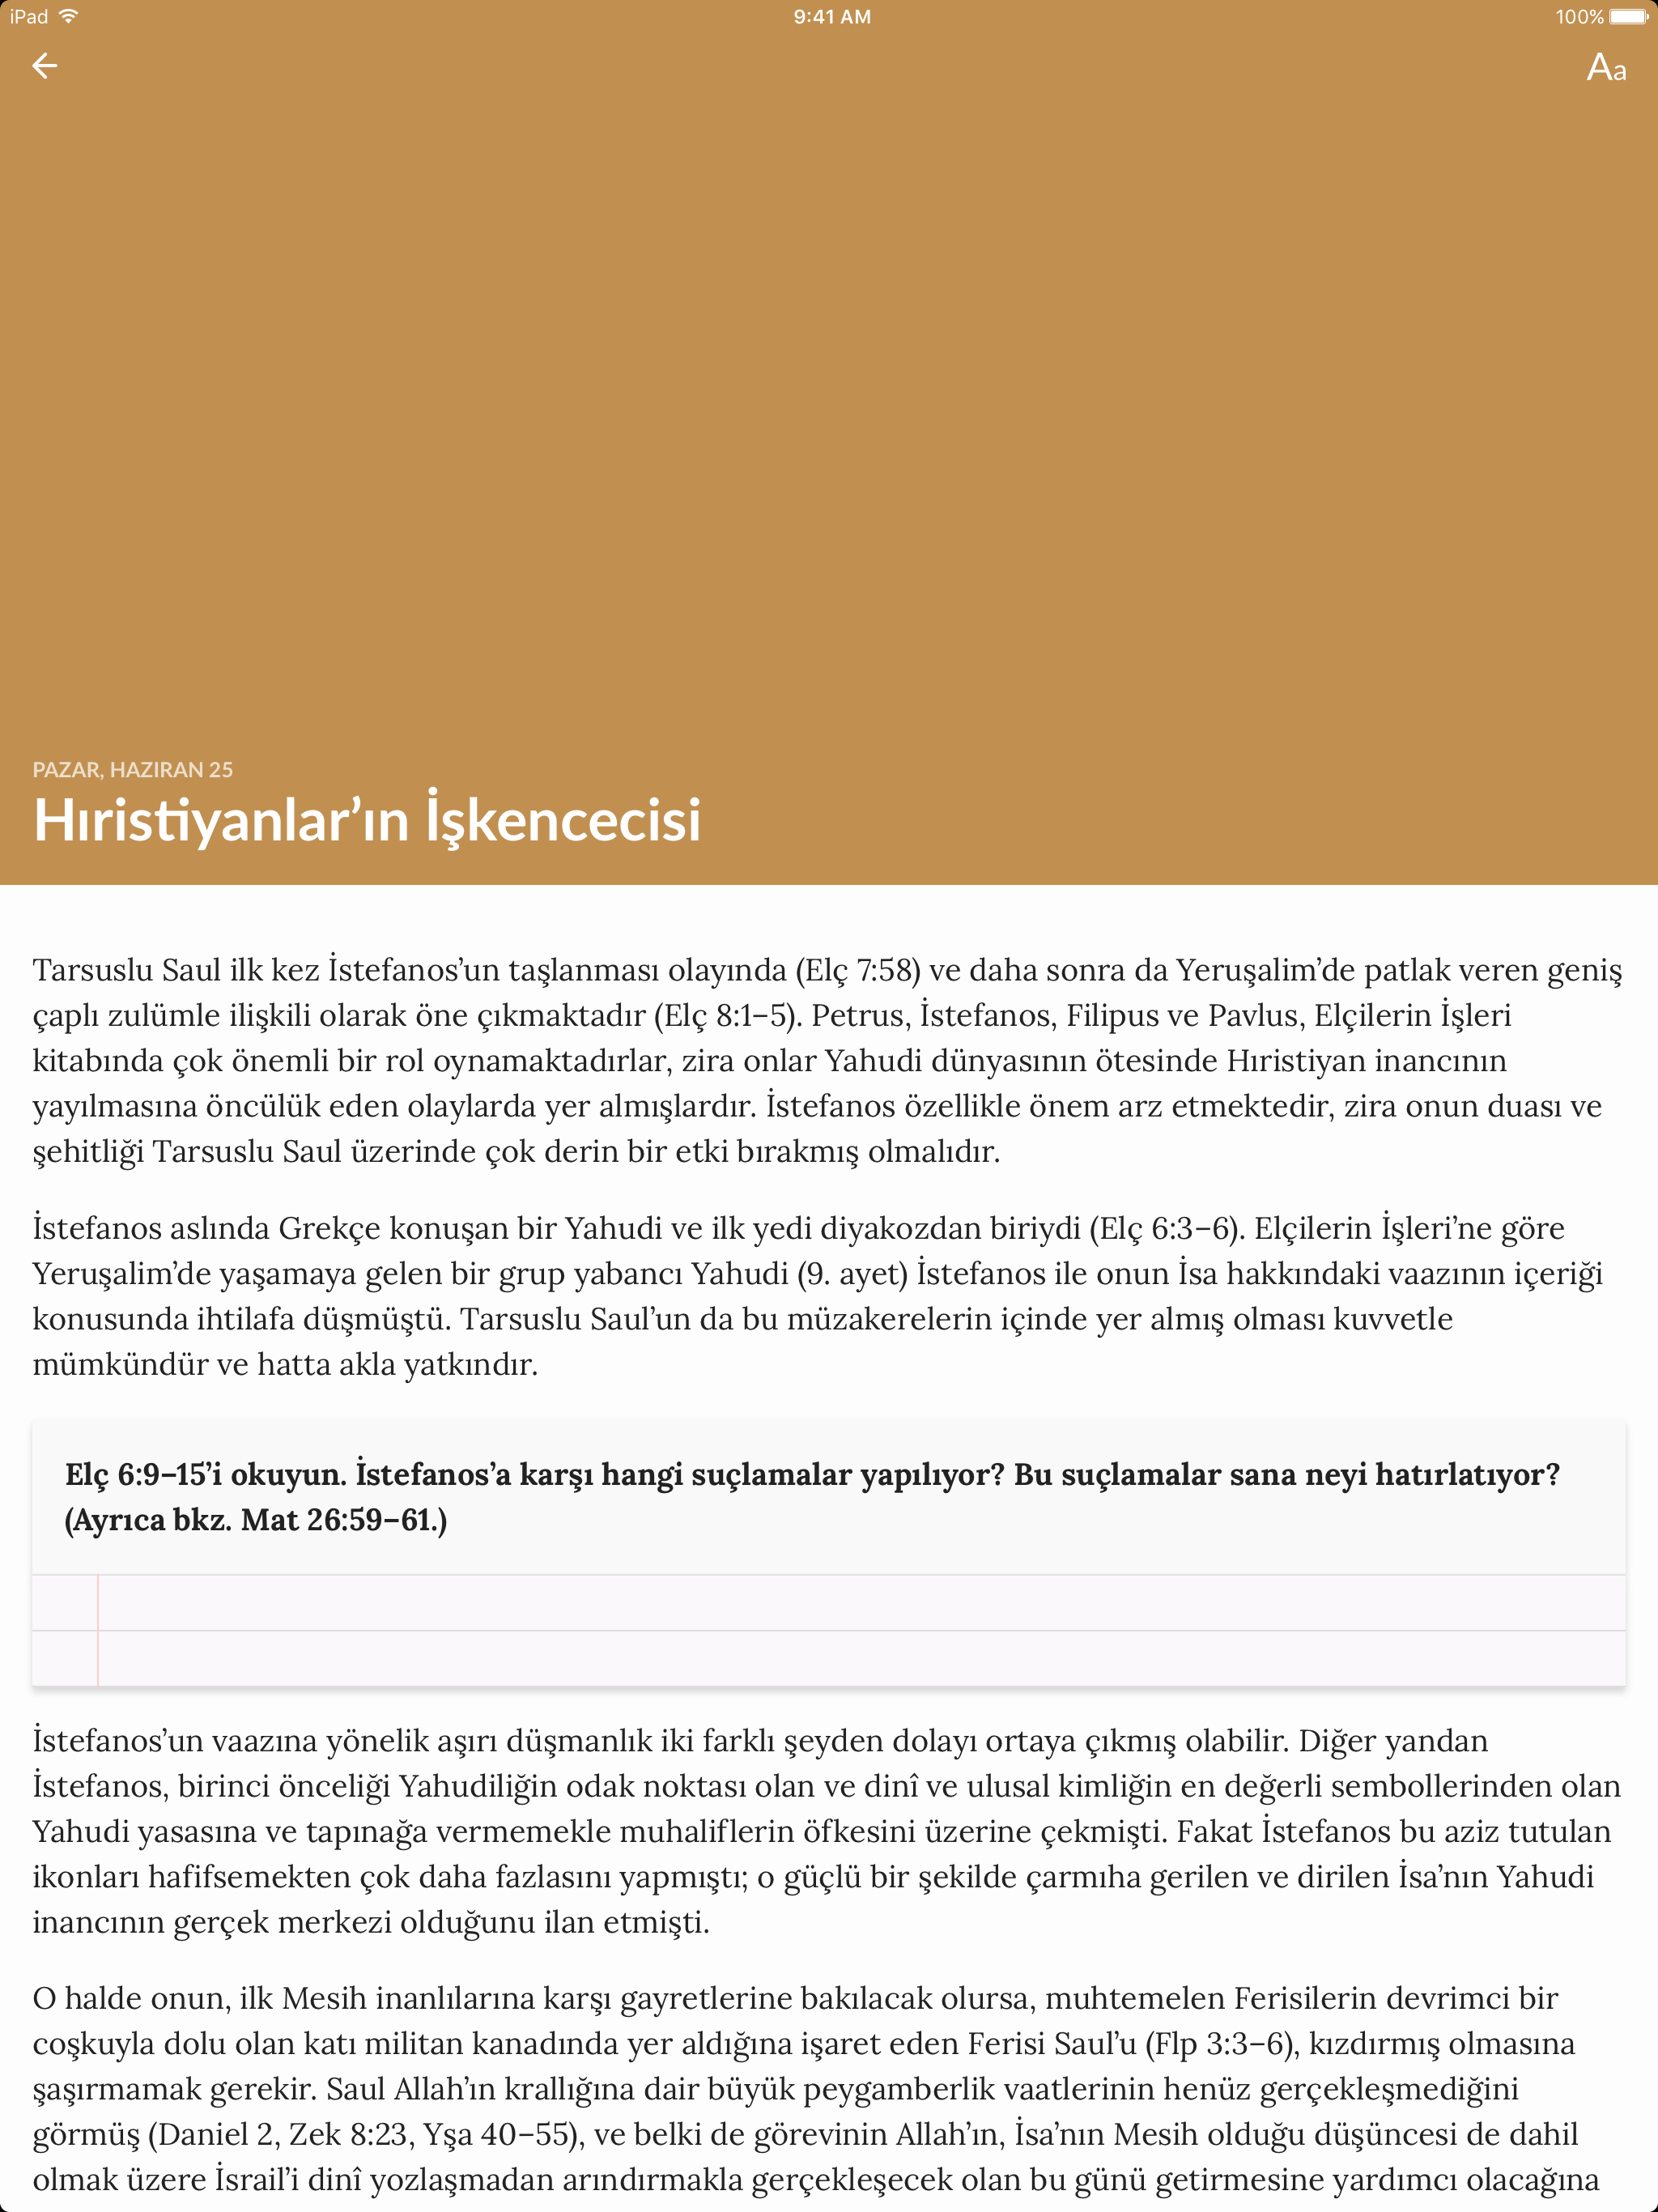 iPad 9:41 AM 100%
Aa
PAZAR, HAZIRAN 25
Hıristiyanlar’ın İşkencecisi
Tarsuslu Saul ilk kez İstefanos’un taşlanması olayında (Elç 7:58) ve daha sonra da Yeruşalim’de patlak veren geniş
çaplı zulümle ilişkili olarak öne çıkmaktadır (Elç 8:1–5). Petrus, İstefanos, Filipus ve Pavlus, Elçilerin İşleri
kitabında çok önemli bir rol oynamaktadırlar, zira onlar Yahudi dünyasının ötesinde Hıristiyan inancının
yayılmasına öncülük eden olaylarda yer almışlardır. İstefanos özellikle önem arz etmektedir, zira onun duası ve
şehitliği Tarsuslu Saul üzerinde çok derin bir etki bırakmış olmalıdır.
İstefanos aslında Grekçe konuşan bir Yahudi ve ilk yedi diyakozdan biriydi (Elç 6:3–6). Elçilerin İşleri’ne göre
Yeruşalim’de yaşamaya gelen bir grup yabancı Yahudi (9. ayet) İstefanos ile onun İsa hakkındaki vaazının içeriği
konusunda ihtilafa düşmüştü. Tarsuslu Saul’un da bu müzakerelerin içinde yer almış olması kuvvetle
mümkündür ve hatta akla yatkındır.
Elç 6:9–15’i okuyun. İstefanos’a karşı hangi suçlamalar yapılıyor? Bu suçlamalar sana neyi hatırlatıyor?
(Ayrıca bkz. Mat 26:59–61.)
İstefanos’un vaazına yönelik aşırı düşmanlık iki farklı şeyden dolayı ortaya çıkmış olabilir. Diğer yandan
İstefanos, birinci önceliği Yahudiliğin odak noktası olan ve dinî ve ulusal kimliğin en değerli sembollerinden olan
Yahudi yasasına ve tapınağa vermemekle muhaliflerin öfkesini üzerine çekmişti. Fakat İstefanos bu aziz tutulan
ikonları hafifsemekten çok daha fazlasını yapmıştı; o güçlü bir şekilde çarmıha gerilen ve dirilen İsa’nın Yahudi
inancının gerçek merkezi olduğunu ilan etmişti.
O halde onun, ilk Mesih inanlılarına karşı gayretlerine bakılacak olursa, muhtemelen Ferisilerin devrimci bir
coşkuyla dolu olan katı militan kanadında yer aldığına işaret eden Ferisi Saul’u (Flp 3:3–6), kızdırmış olmasına
şaşırmamak gerekir. Saul Allah’ın krallığına dair büyük peygamberlik vaatlerinin henüz gerçekleşmediğini
görmüş (Daniel 2, Zek 8:23, Yşa 40–55), ve belki de görevinin Allah’ın, İsa’nın Mesih olduğu düşüncesi de dahil
olmak üzere İsrail’i dinî yozlaşmadan arındırmakla gerçekleşecek olan bu günü getirmesine yardımcı olacağına